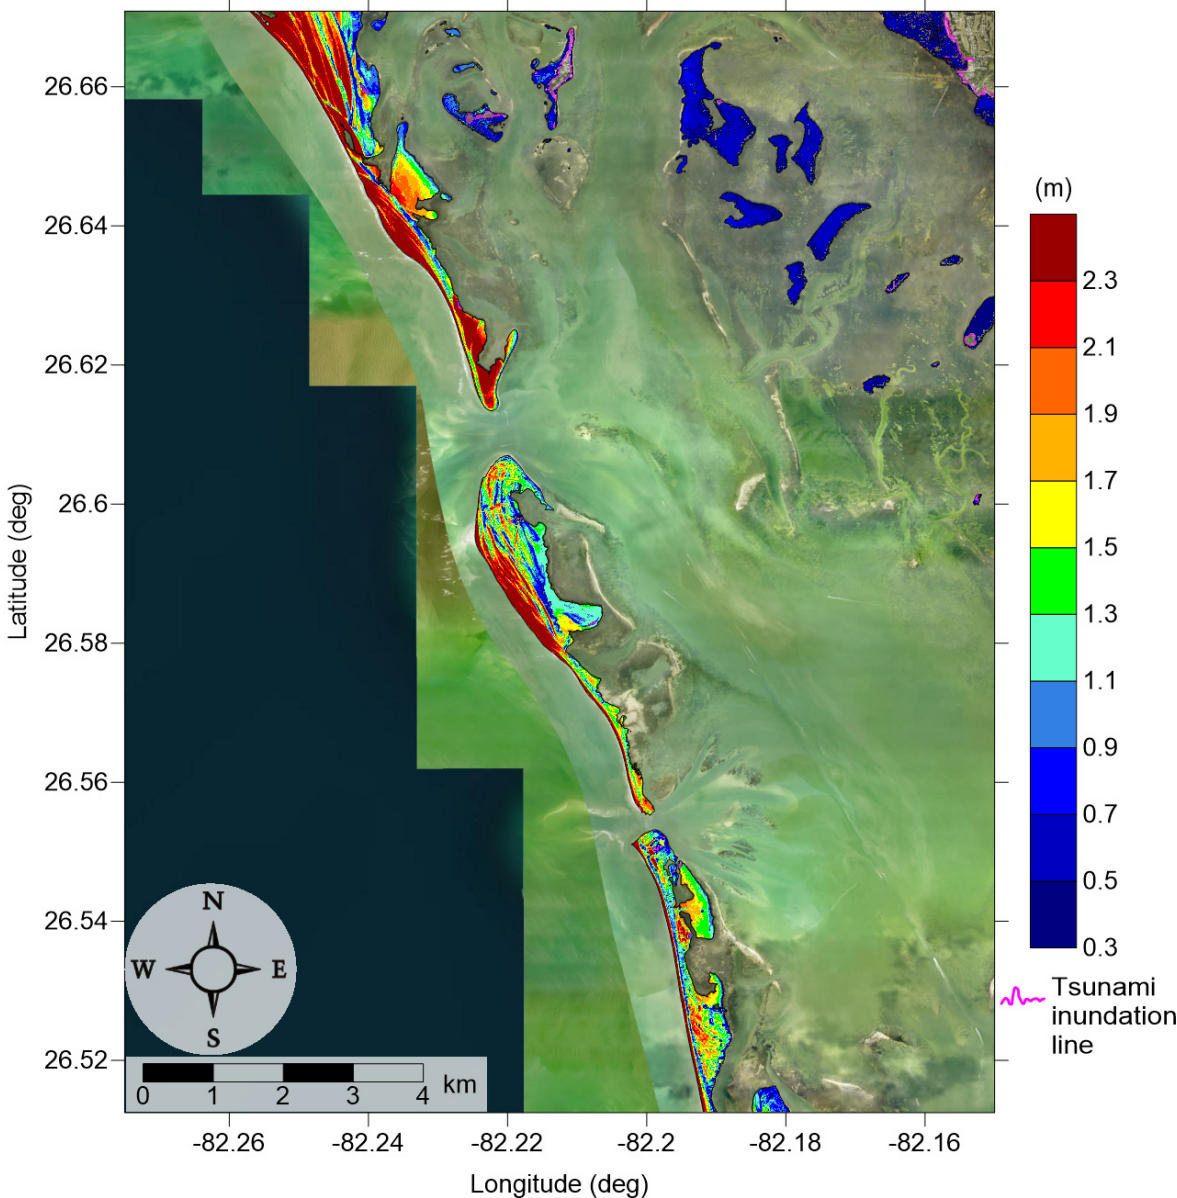 (m)
2.3
2.1
1.9
1.7
1.5
1.3
1.1
0.9
0.7
0.5
0.3
Tsunami
inundation
line
Latitude (deg)
26.66
26.64
26.62
26.6
26.58
26.56
26.54
26.52
N
W E
S
0 1 2 3 4 km
-82.26 -82.24 -82.22 -82.2 -82.18 -82.16
Longitude (deg)